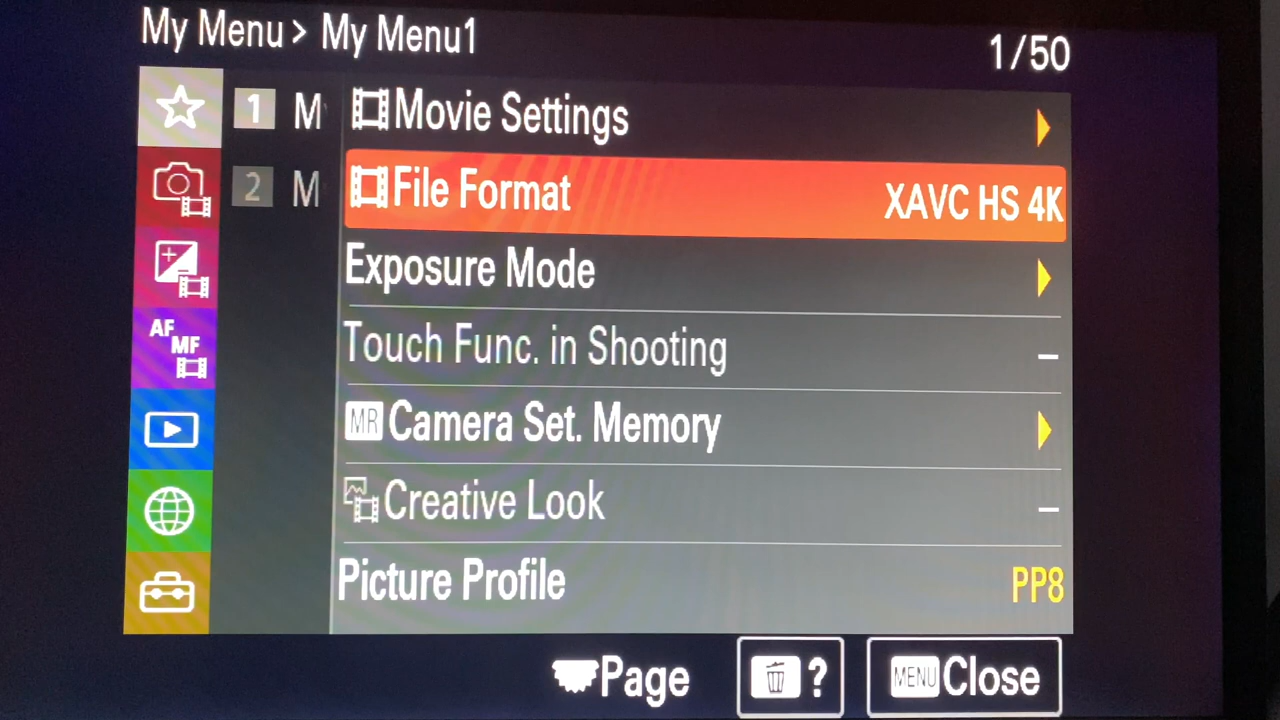 My Menu > My Menu1
1/50
1 M
Movie Settings
2 M
File Format XAVC HS 4K
Exposure Mode
AF MF
Touch Func. in Shooting –
MR Camera Set. Memory
Creative Look –
Picture Profile PP8
Page
?
MENU Close